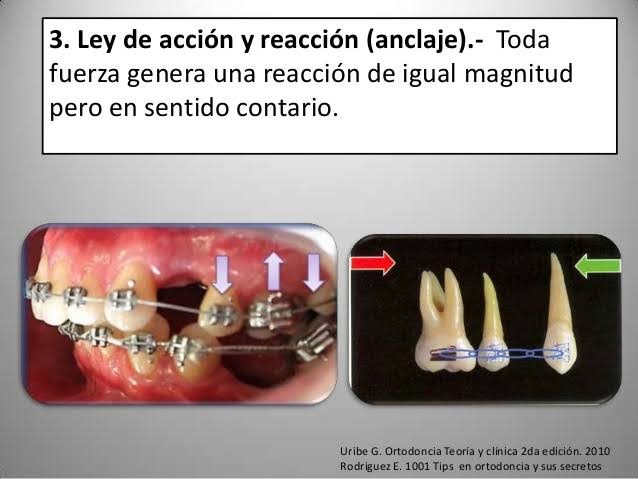 3. Ley de acción y reacción (anclaje).- Toda
fuerza genera una reacción de igual magnitud
pero en sentido contario.
Uribe G. Ortodoncia Teoría y clínica 2da edición. 2010
Rodriguez E. 1001 Tips en ortodoncia y sus secretos